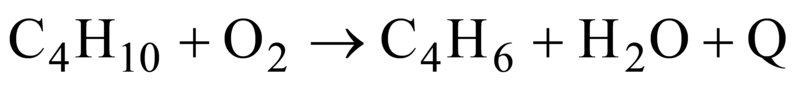 C₄H₁₀ + O₂ → C₄H₆ + H₂O + Q